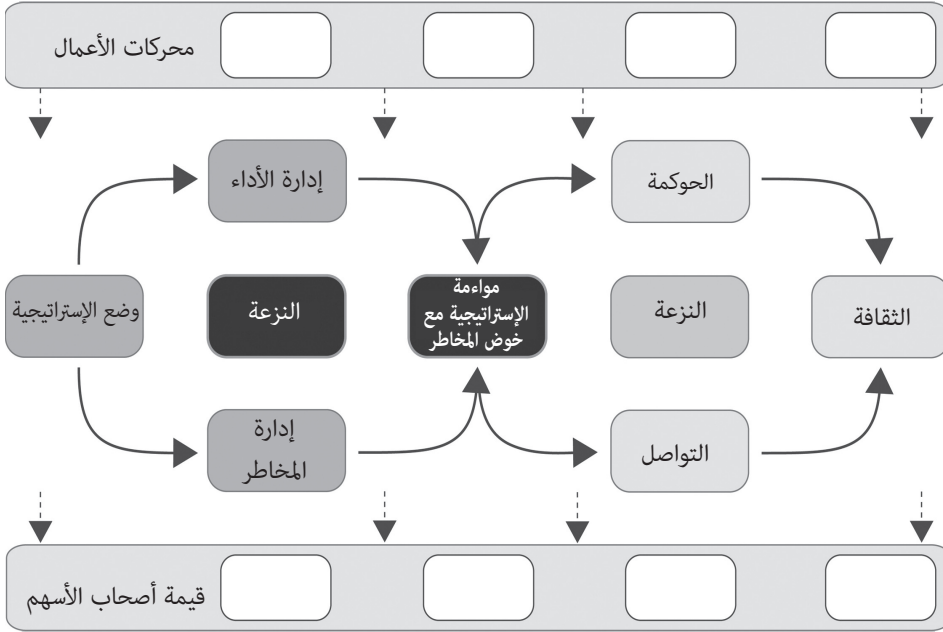 محركات الأعمال
إدارة الأداء
الحوكمة
وضع الإستراتيجية
النزعة
مواءمة
الإستراتيجية مع
خوض المخاطر
النزعة
الثقافة
إدارة
المخاطر
التواصل
قيمة أصحاب الأسهم